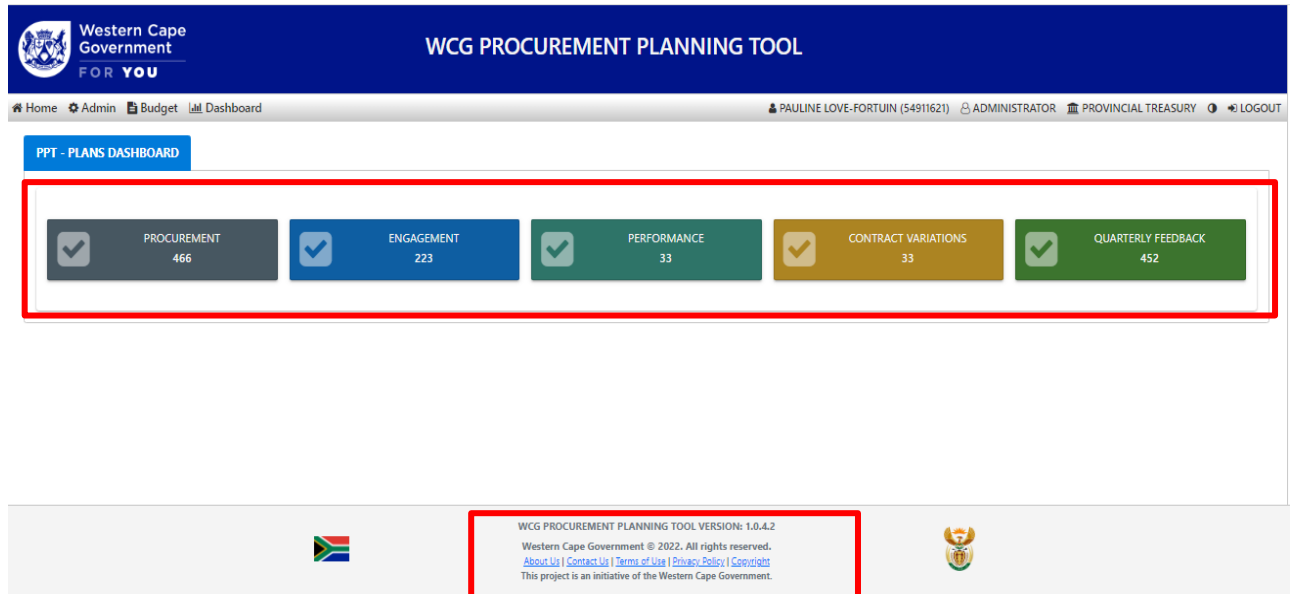 Western Cape
Government
FOR YOU
WCG PROCUREMENT PLANNING TOOL
Home Admin Budget Dashboard PAULINE LOVE-FORTUIN (54911621) ADMINISTRATOR PROVINCIAL TREASURY LOGOUT
PPT - PLANS DASHBOARD
PROCUREMENT
466
ENGAGEMENT
223
PERFORMANCE
33
CONTRACT VARIATIONS
33
QUARTERLY FEEDBACK
452
WCG PROCUREMENT PLANNING TOOL VERSION: 1.0.4.2
Western Cape Government © 2022. All rights reserved.
About Us | Contact Us | Terms of Use | Privacy Policy | Copyright
This project is an initiative of the Western Cape Government.